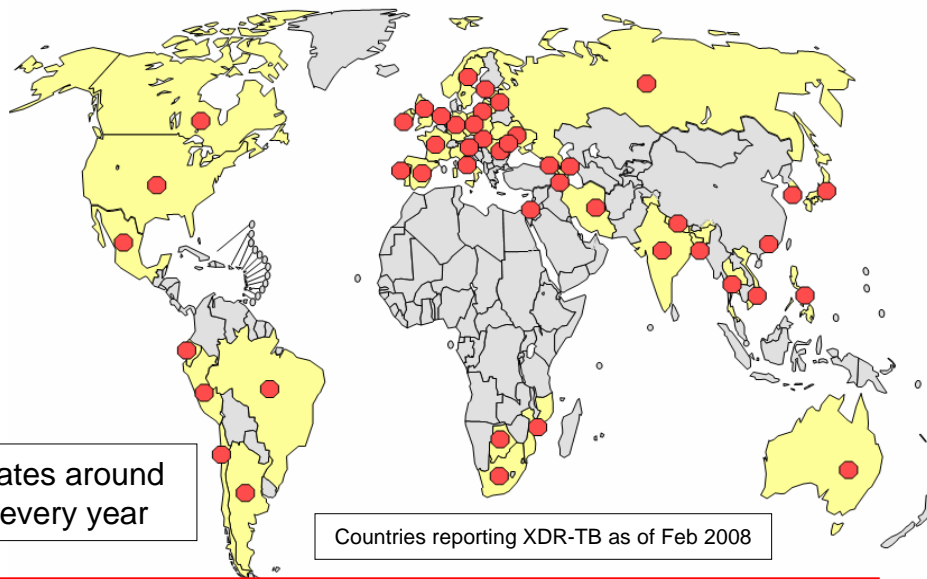 ates around
every year
Countries reporting XDR-TB as of Feb 2008